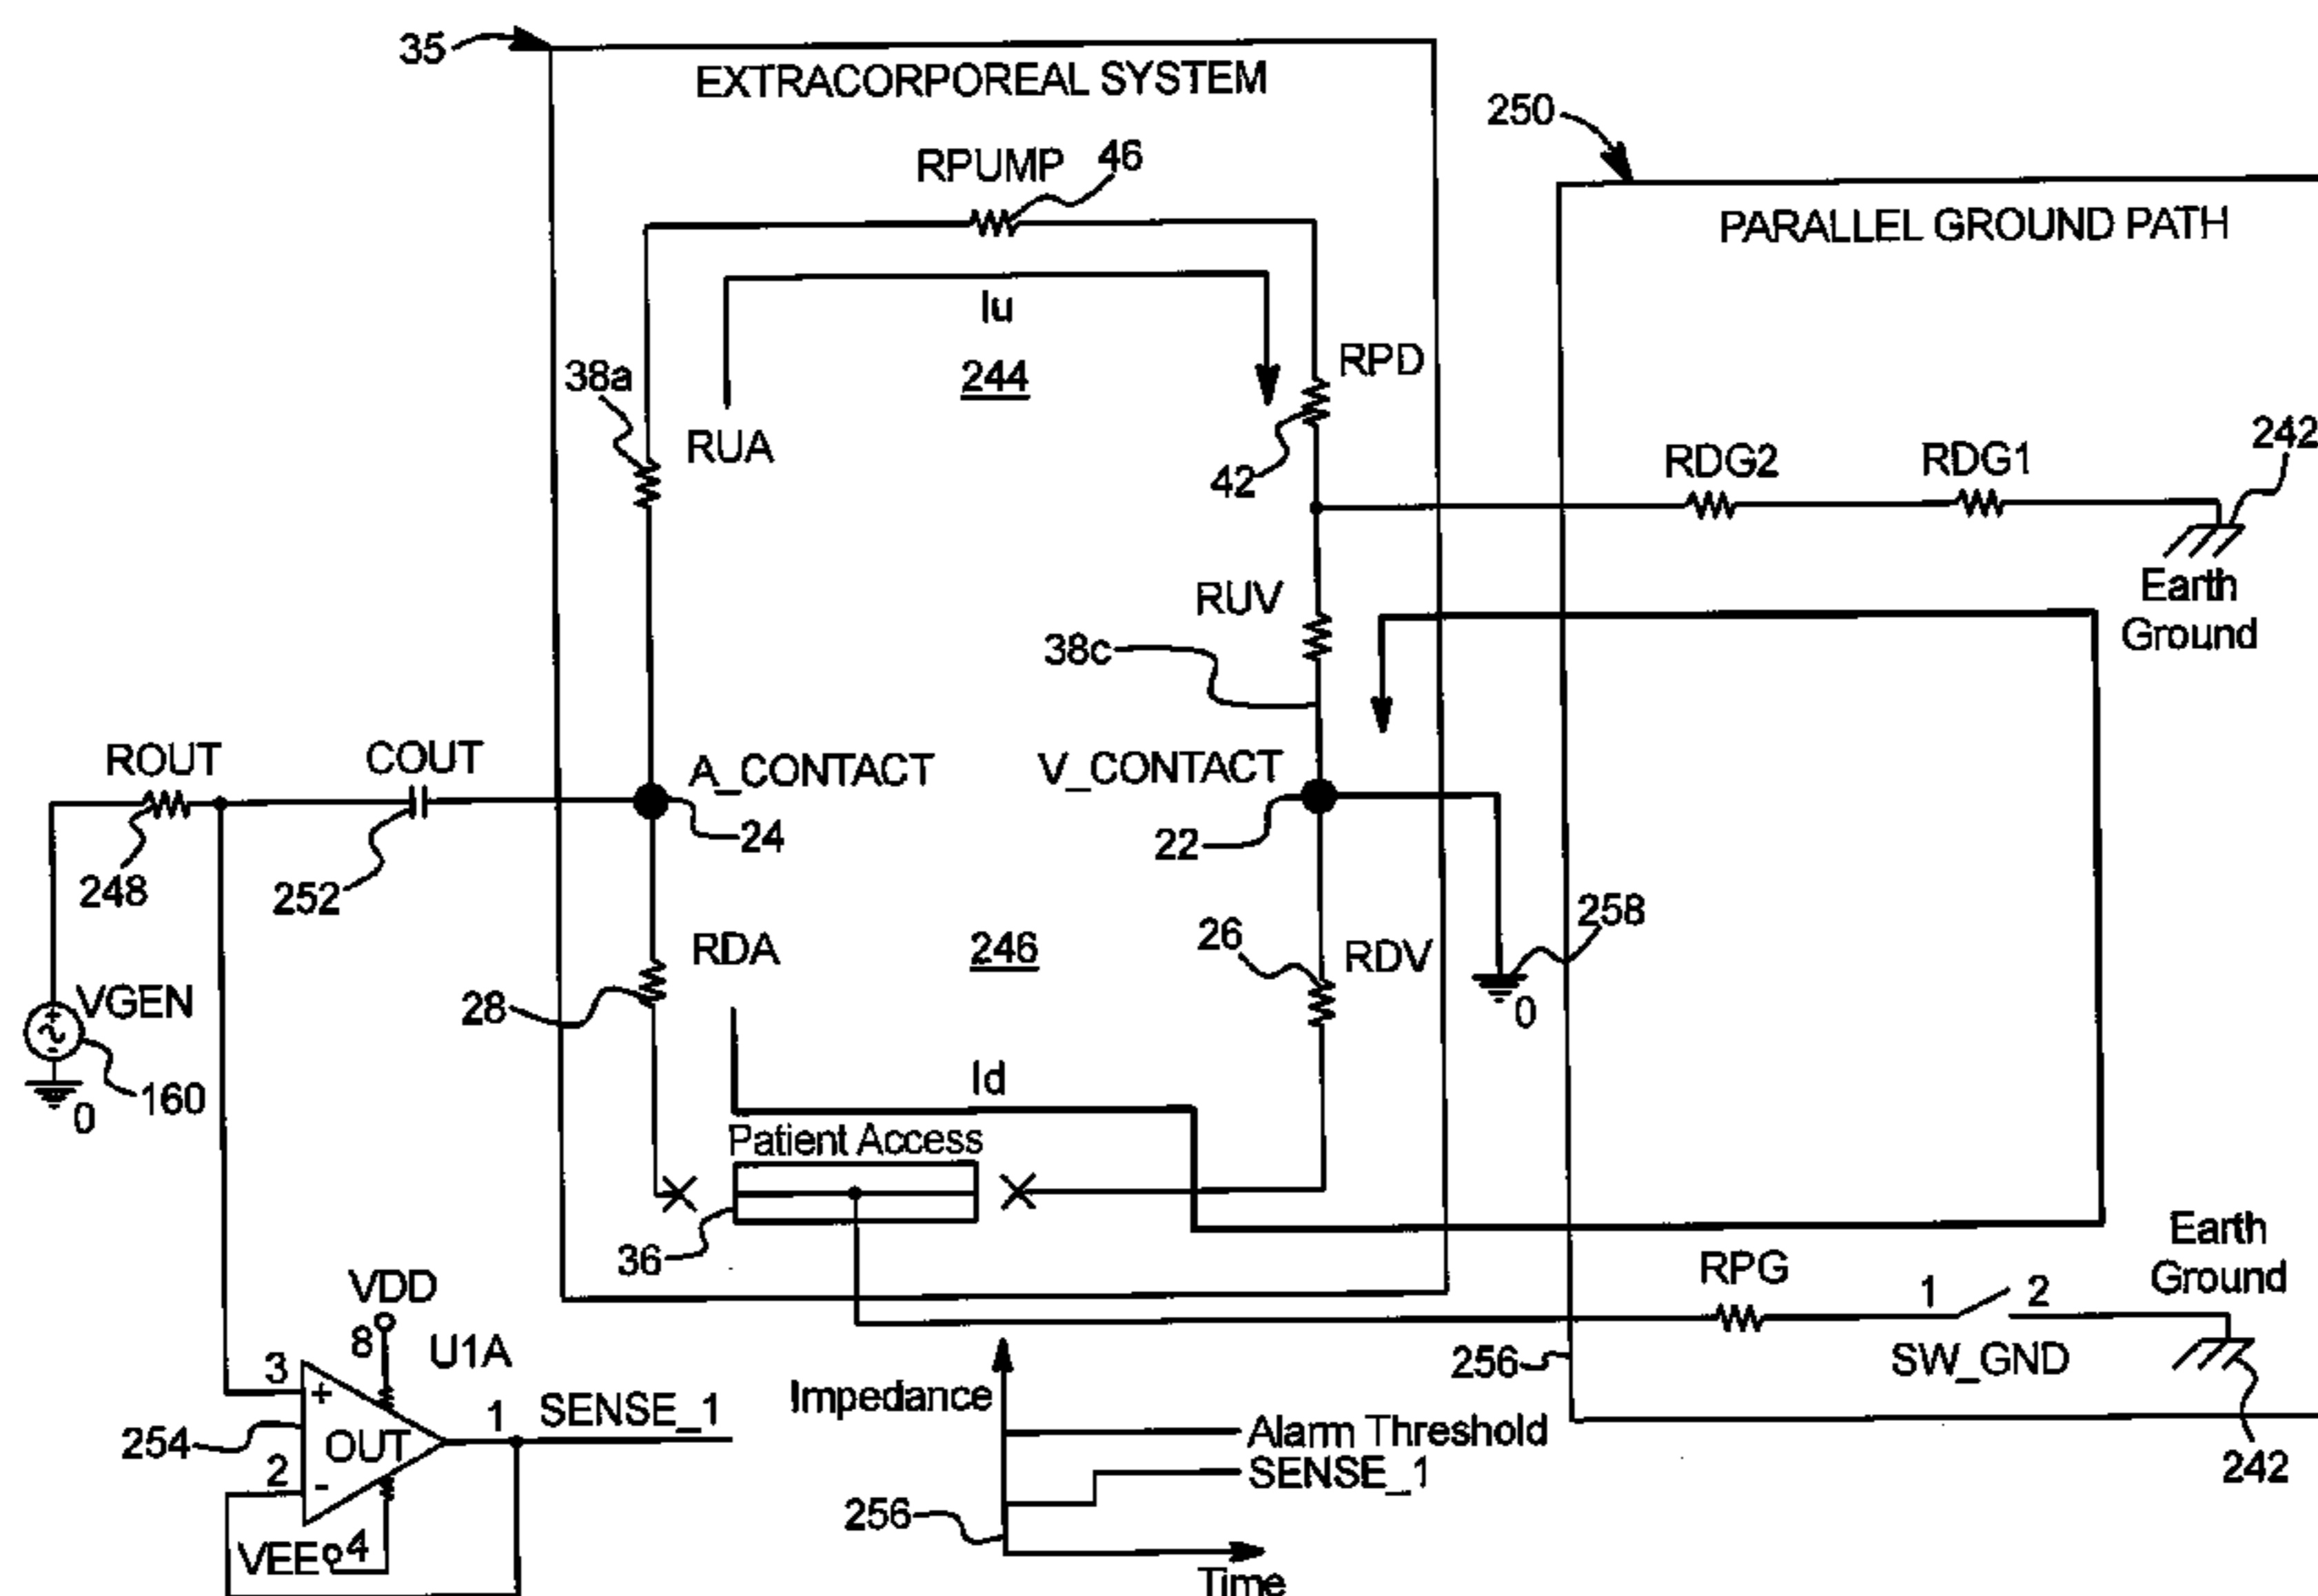 35
EXTRACORPOREAL SYSTEM
250
RPUMP 46
PARALLEL GROUND PATH
Iu
38a
244
RPD
RUA
42
RDG2
RDG1
242
Earth
Ground
RUV
38c
ROUT
COUT
A_CONTACT
V_CONTACT
24
22
248
252
258
RDA
246
26
RDV
28
0
VGEN
160
0
Id
Patient Access
36
RPG
1
2
Earth
Ground
SW_GND
256
242
VDD
8
U1A
3
+
254
OUT
1
SENSE_1
2
-
VEE
4
Impedance
Alarm Threshold
SENSE_1
256
Time